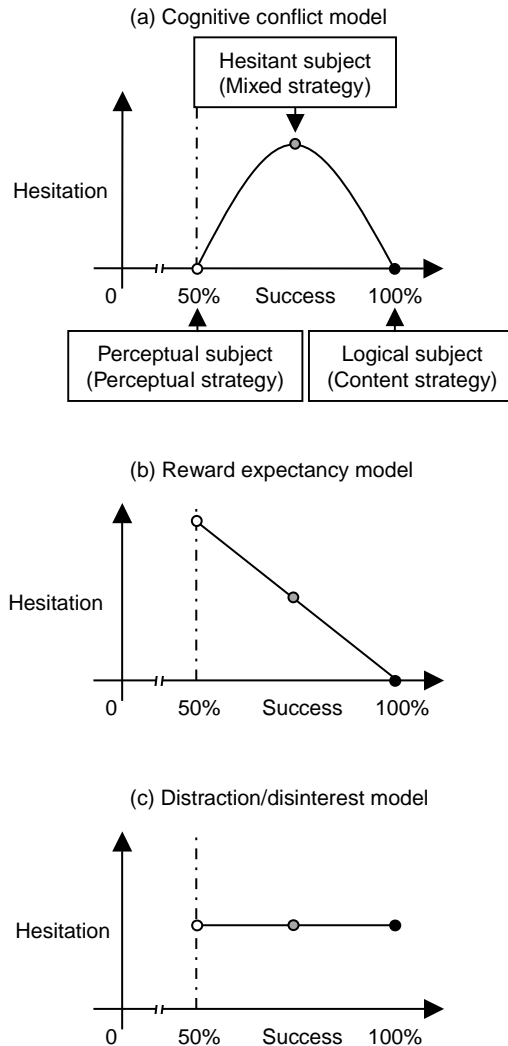 (a) Cognitive conflict model
Hesitant subject
(Mixed strategy)
Hesitation
0 50% Success 100%
Perceptual subject
(Perceptual strategy)
Logical subject
(Content strategy)
(b) Reward expectancy model
Hesitation
0 50% Success 100%
(c) Distraction/disinterest model
Hesitation
0 50% Success 100%